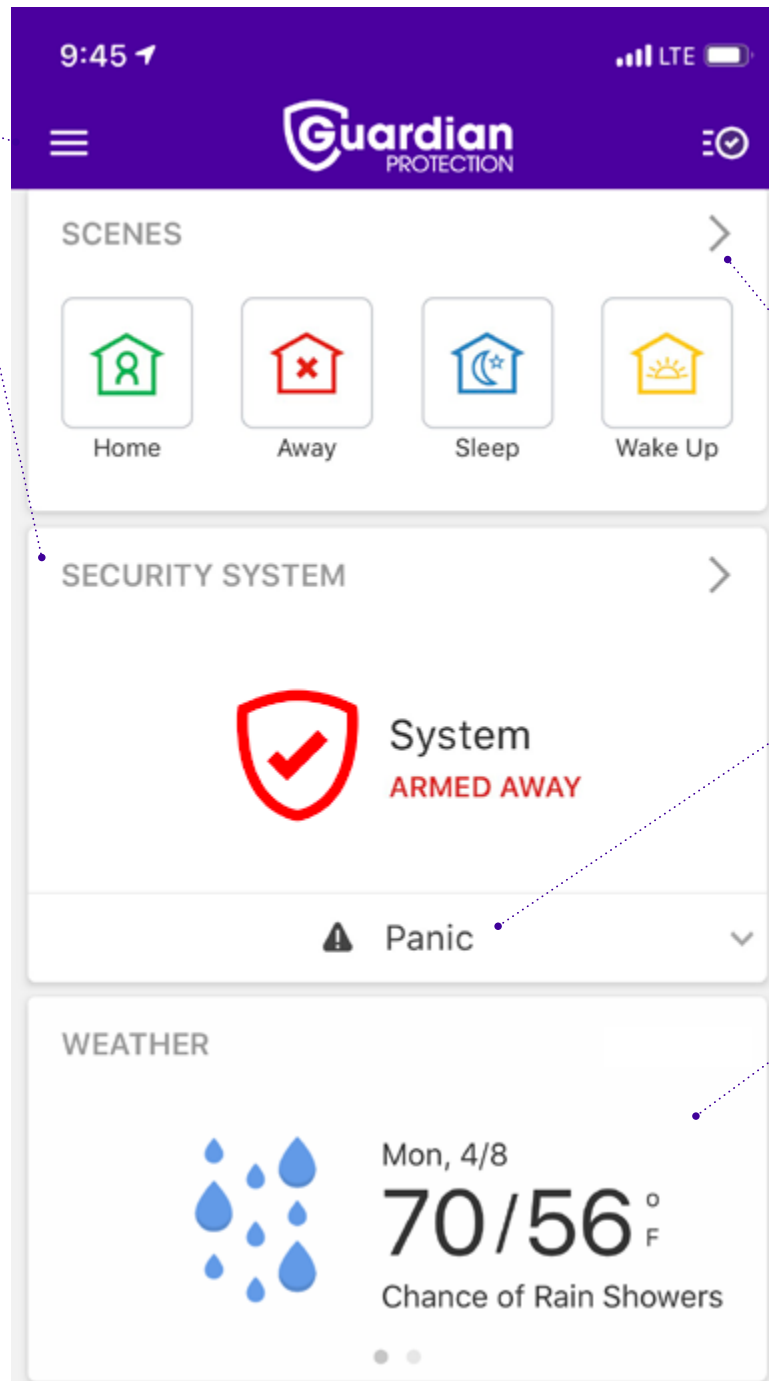 9:45 LTE
Guardian
PROTECTION
SCENES
Home Away Sleep Wake Up
SECURITY SYSTEM
System
ARMED AWAY
Panic
WEATHER
Mon, 4/8
70/56 °F
Chance of Rain Showers